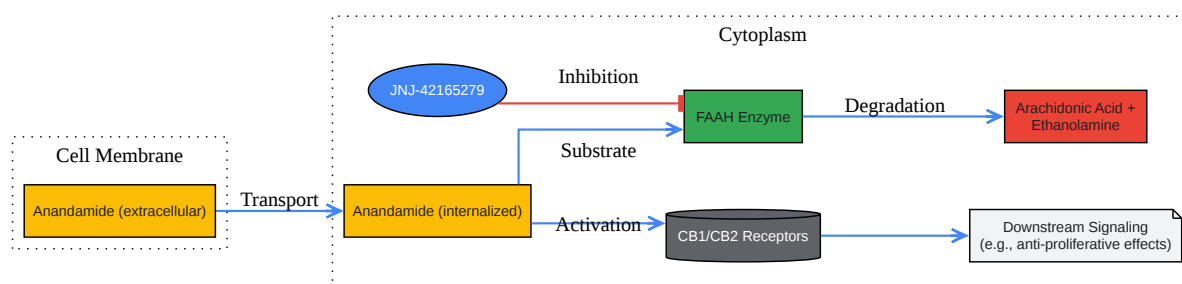 Cytoplasm
JNJ-42165279
Inhibition
FAAH Enzyme
Degradation
Arachidonic Acid +
Ethanolamine
Substrate
Cell Membrane
Anandamide (extracellular)
Transport
Anandamide (internalized)
Activation
CB1/CB2 Receptors
Downstream Signaling
(e.g., anti-proliferative effects)